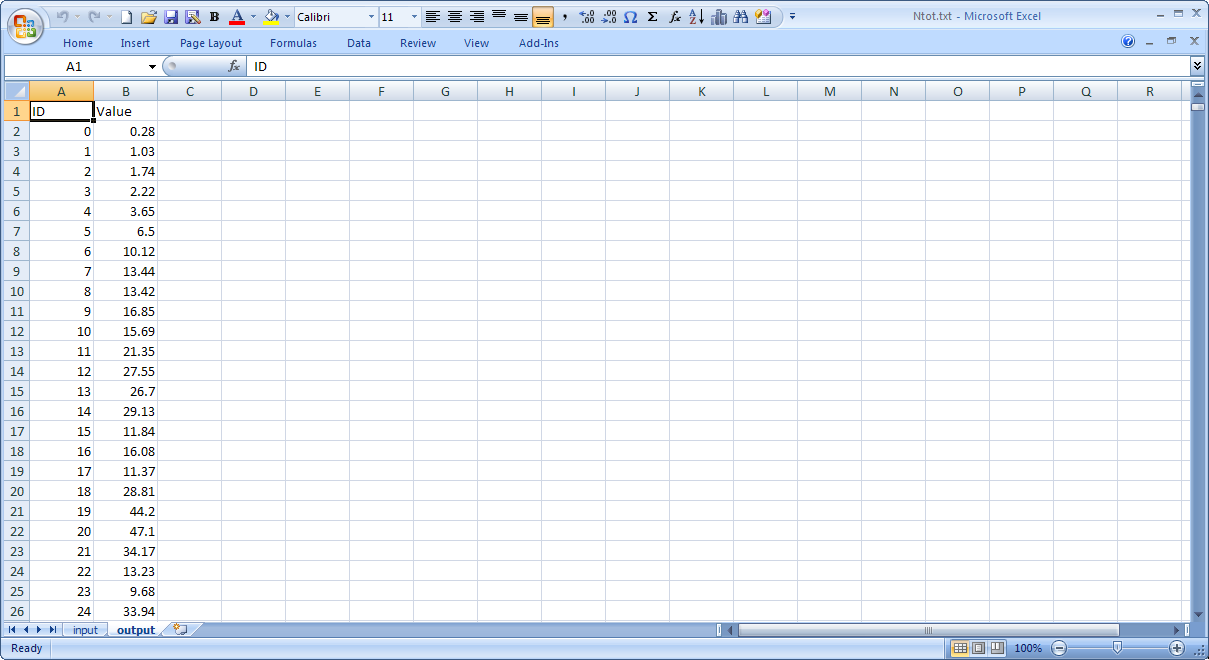 Ntot.txt - Microsoft Excel
B A Calibri 11 , .00 .0 Ω Σ fx
Home Insert Page Layout Formulas Data Review View Add-Ins
A1 fx ID
A B C D E F G H I J K L M N O P Q R
1 ID Value
2 0 0.28
3 1 1.03
4 2 1.74
5 3 2.22
6 4 3.65
7 5 6.5
8 6 10.12
9 7 13.44
10 8 13.42
11 9 16.85
12 10 15.69
13 11 21.35
14 12 27.55
15 13 26.7
16 14 29.13
17 15 11.84
18 16 16.08
19 17 11.37
20 18 28.81
21 19 44.2
22 20 47.1
23 21 34.17
24 22 13.23
25 23 9.68
26 24 33.94
input output
Ready 100%